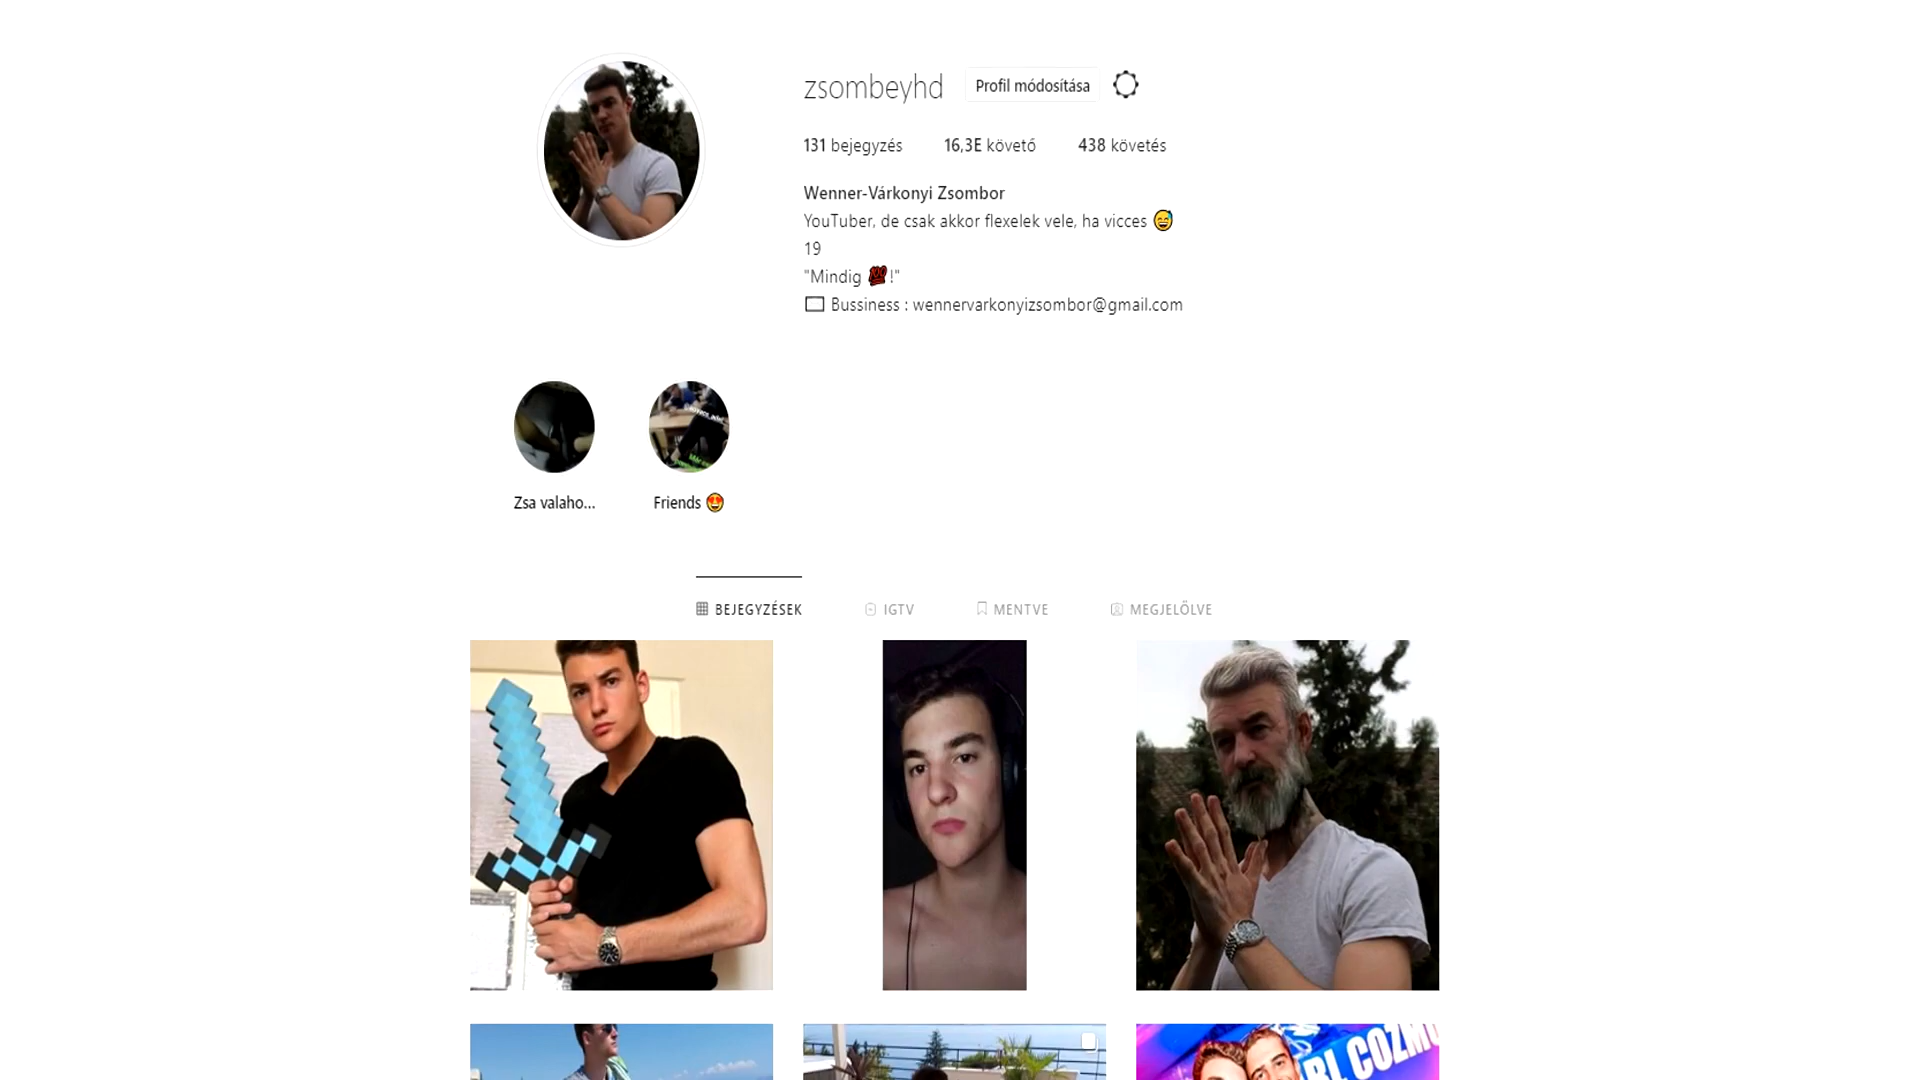 zsombeyhd Profil módosítása
131 bejegyzés 16,3E követő 438 követés
Wenner-Várkonyi Zsombor
YouTuber, de csak akkor flexelek vele, ha vicces 😅
19
"Mindig 💯!"
Bussiness : wennervarkonyizsombor@gmail.com
Zsa valaho... Friends 😍
BEJEGYZÉSEK IGTV MENTVE MEGJELÖLVE